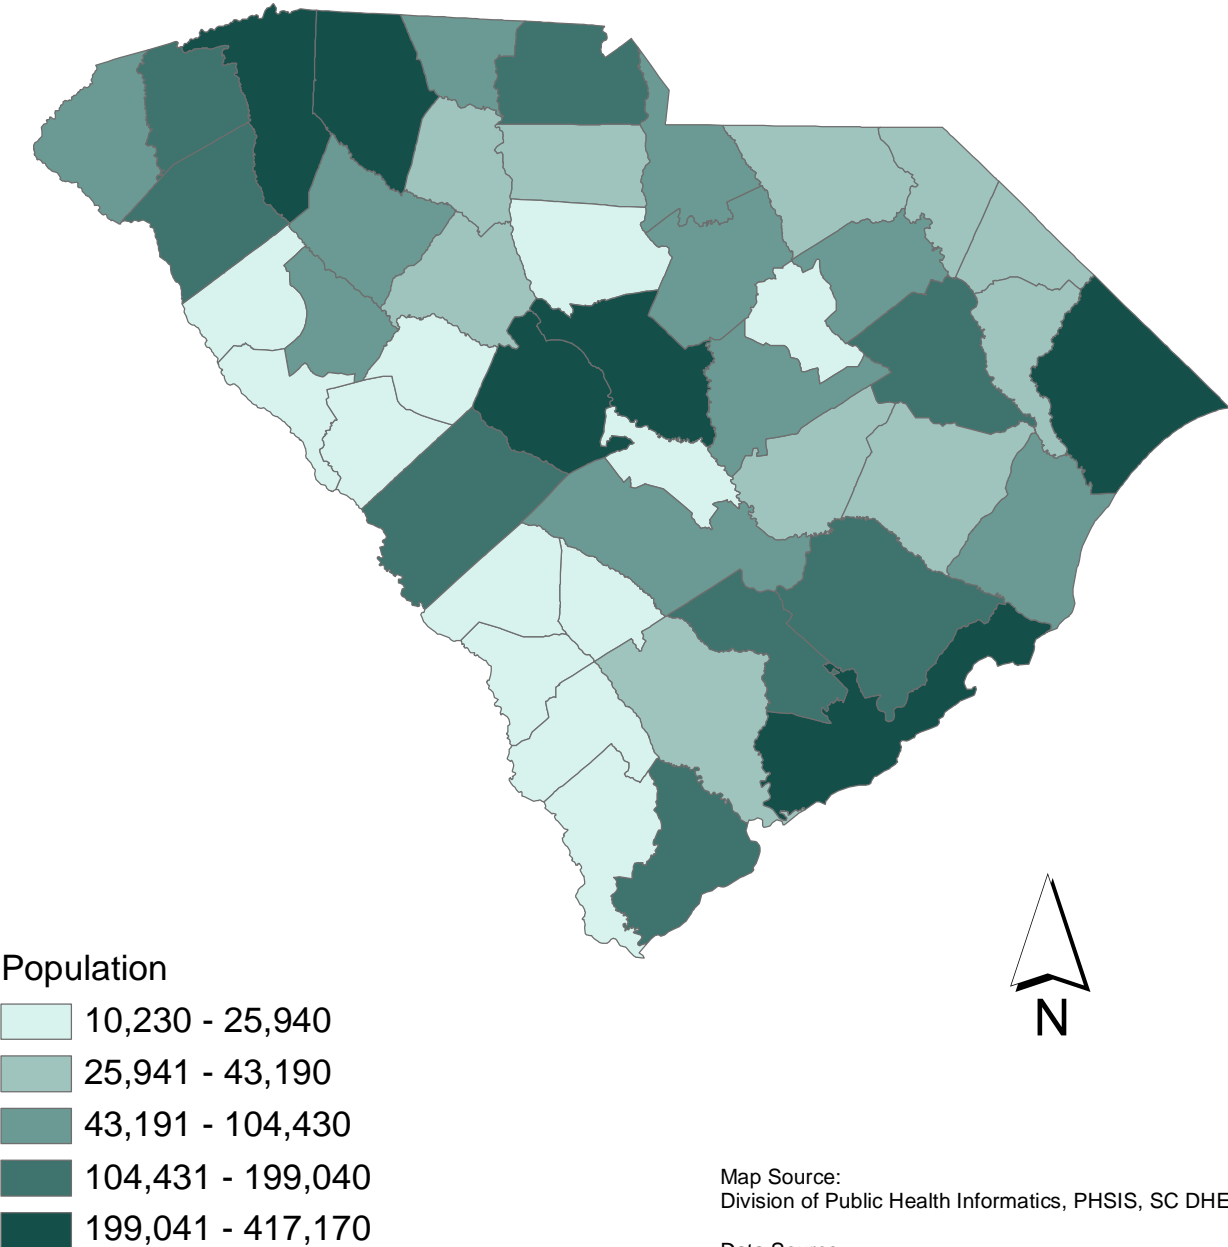 Population
10,230 - 25,940
25,941 - 43,190
43,191 - 104,430
104,431 - 199,040
199,041 - 417,170
N
Map Source:
Division of Public Health Informatics, PHSIS, SC DHE